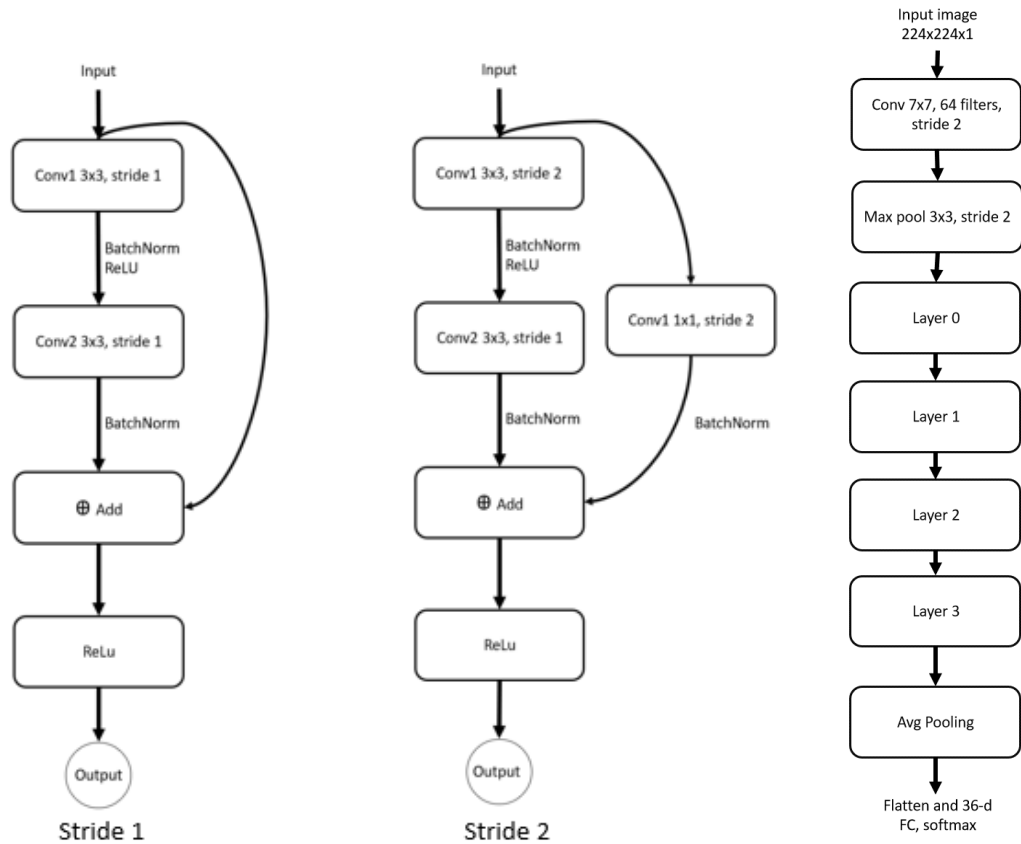 Input
Conv1 3x3, stride 1
BatchNorm
ReLU
Conv2 3x3, stride 1
BatchNorm
⊕ Add
ReLu
Output
Stride 1
Input
Conv1 3x3, stride 2
BatchNorm
ReLU
Conv1 1x1, stride 2
Conv2 3x3, stride 1
BatchNorm
BatchNorm
⊕ Add
ReLu
Output
Stride 2
Input image
224x224x1
Conv 7x7, 64 filters,
stride 2
Max pool 3x3, stride 2
Layer 0
Layer 1
Layer 2
Layer 3
Avg Pooling
Flatten and 36-d
FC, softmax